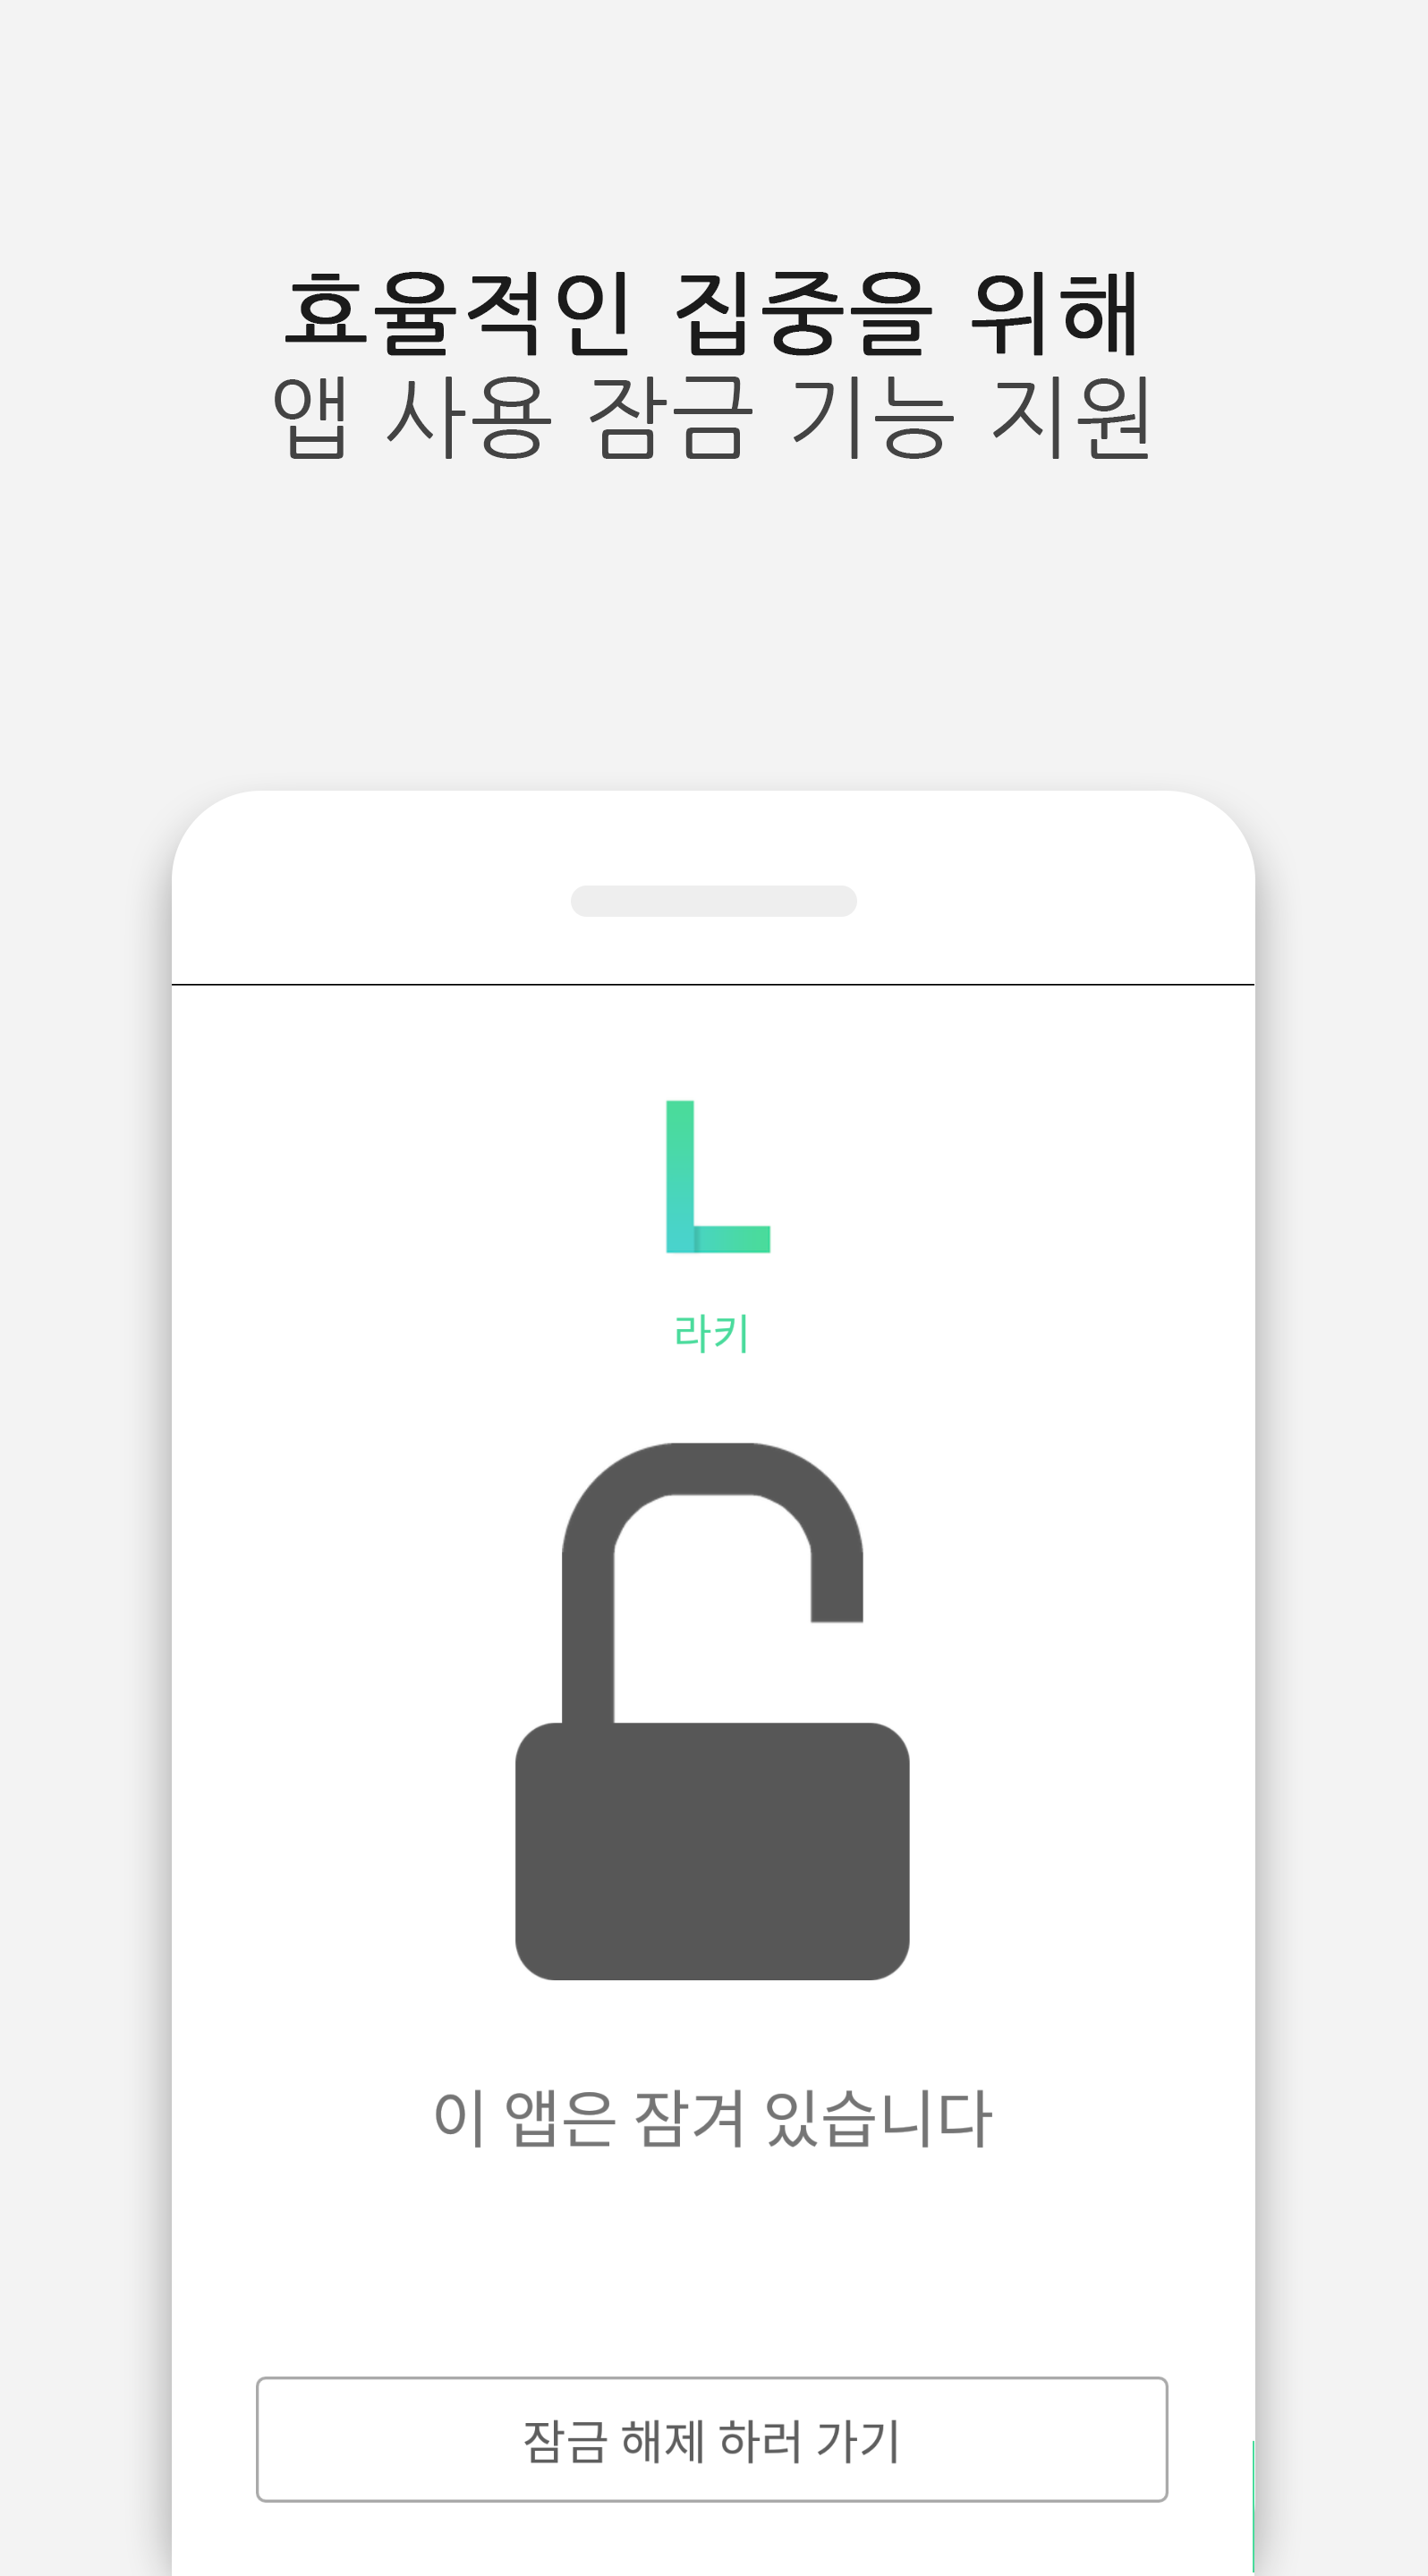 효율적인 집중을 위해
앱 사용 잠금 기능 지원
L
라키
이 앱은 잠겨 있습니다
잠금 해제 하러 가기